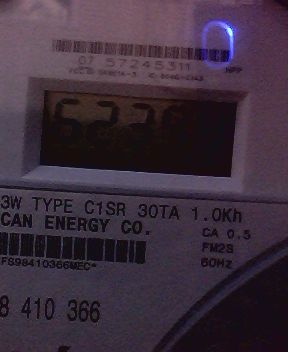 07 57245311
3W TYPE C1SR 30TA 1.0Kh
CAN ENERGY CO.
CA 0.5
FM2S
60HZ
FS98410366MEC*
8 410 366